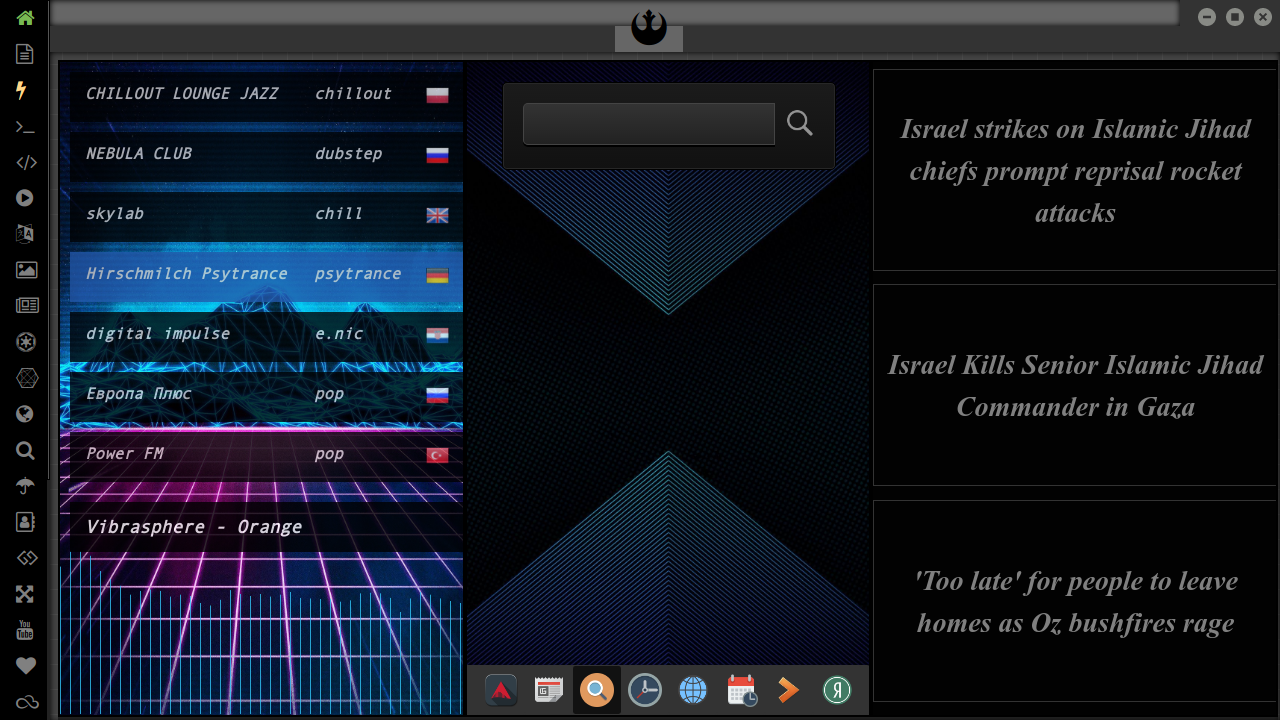 CHILLOUT LOUNGE JAZZ chillout
NEBULA CLUB dubstep
skylab chill
Hirschmilch Psytrance psytrance
digital impulse e.nic
Европа Плюс pop
Power FM pop
Vibrasphere - Orange
Israel strikes on Islamic Jihad
chiefs prompt reprisal rocket
attacks
Israel Kills Senior Islamic Jihad
Commander in Gaza
'Too late' for people to leave
homes as Oz bushfires rage
You
Tube
Я